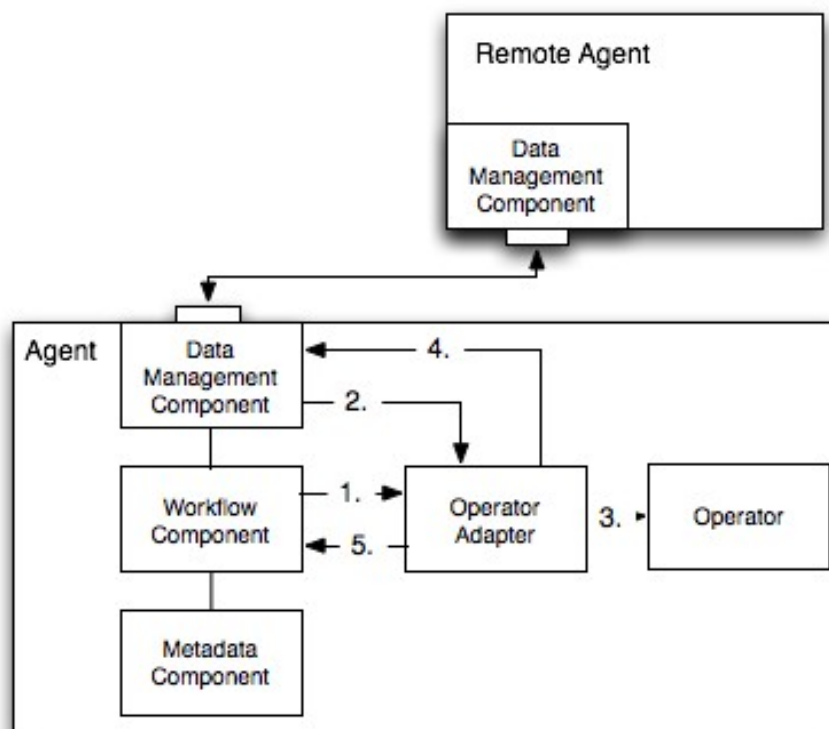 Remote Agent
Data
Management
Component
Agent
Data
Management
Component
4.
2.
Workflow
Component
1.
5.
Operator
Adapter
3.
Operator
Metadata
Component